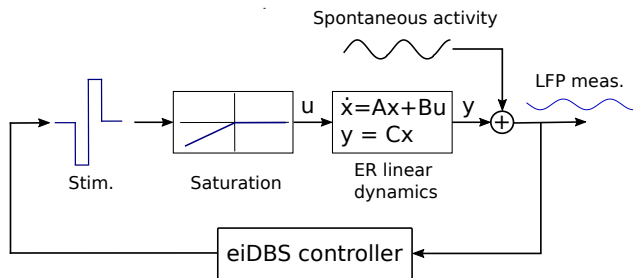 Spontaneous activity
LFP meas.
u
ẋ=Ax+Bu
y = Cx
y
Stim.
Saturation
ER linear
dynamics
eiDBS controller